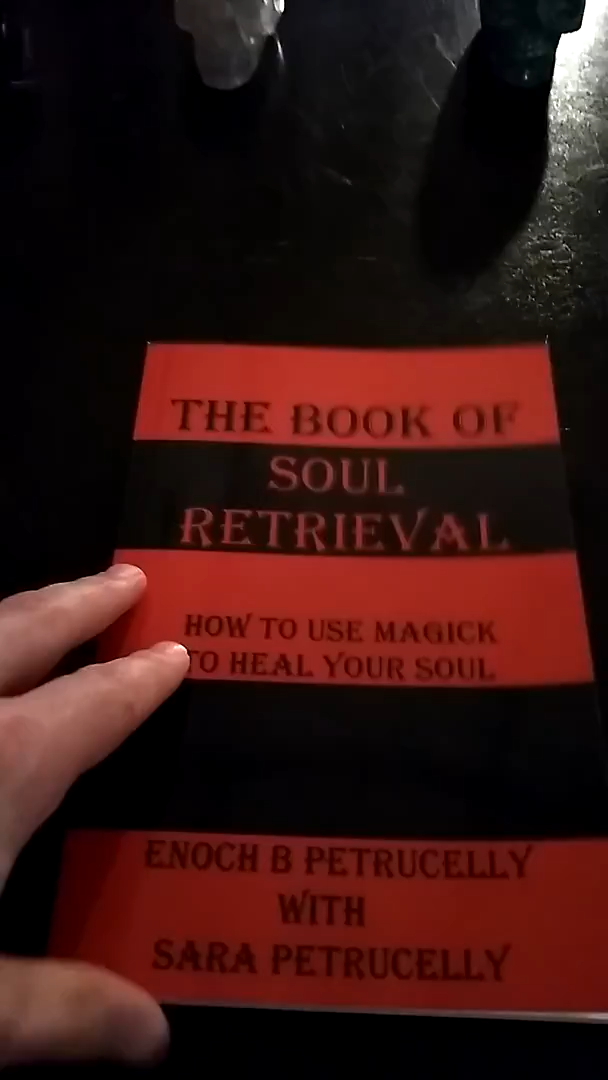 THE BOOK OF
SOUL
RETRIEVAL
HOW TO USE MAGICK
TO HEAL YOUR SOUL
ENOCH B PETRUCELLY
WITH
SARA PETRUCELLY